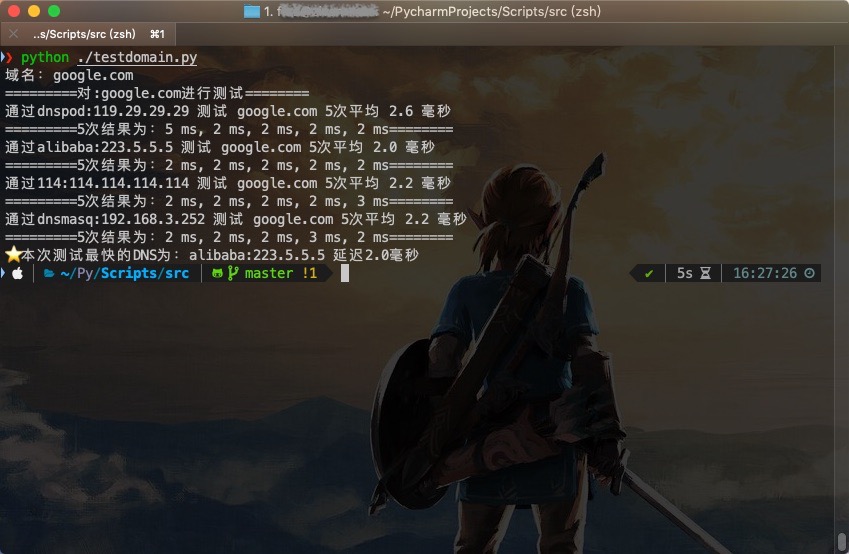 1. ~/PycharmProjects/Scripts/src (zsh)
..s/Scripts/src (zsh) ⌘1
❯ python ./testdomain.py
域名：google.com
=========对:google.com进行测试========
通过dnspod:119.29.29.29 测试 google.com 5次平均 2.6 毫秒
=========5次结果为：5 ms, 2 ms, 2 ms, 2 ms, 2 ms========
通过alibaba:223.5.5.5 测试 google.com 5次平均 2.0 毫秒
=========5次结果为：2 ms, 2 ms, 2 ms, 2 ms, 2 ms========
通过114:114.114.114.114 测试 google.com 5次平均 2.2 毫秒
=========5次结果为：2 ms, 2 ms, 2 ms, 2 ms, 3 ms========
通过dnsmasq:192.168.3.252 测试 google.com 5次平均 2.2 毫秒
=========5次结果为：2 ms, 2 ms, 2 ms, 3 ms, 2 ms========
⭐本次测试最快的DNS为：alibaba:223.5.5.5 延迟2.0毫秒
~/Py/Scripts/src master !1 ✔ 5s 16:27:26